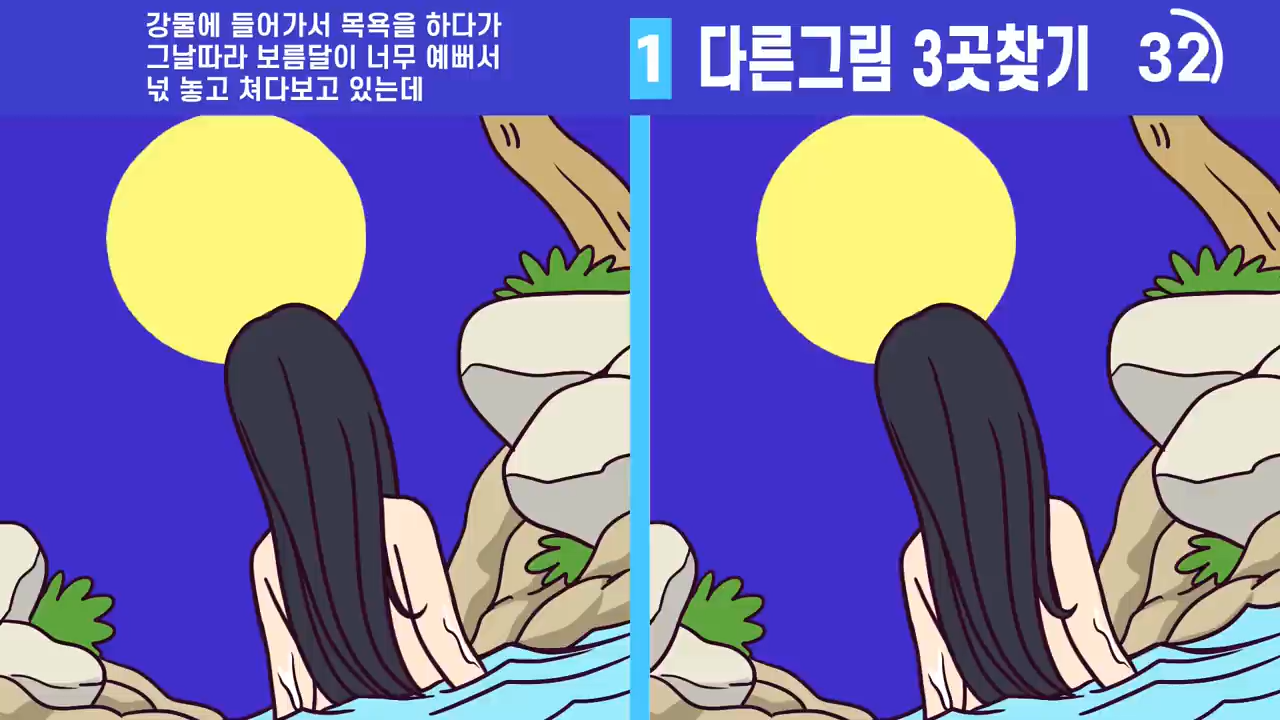 강물에 들어가서 목욕을 하다가
그날따라 보름달이 너무 예뻐서
넋 놓고 쳐다보고 있는데
1 다른그림 3곳찾기 32